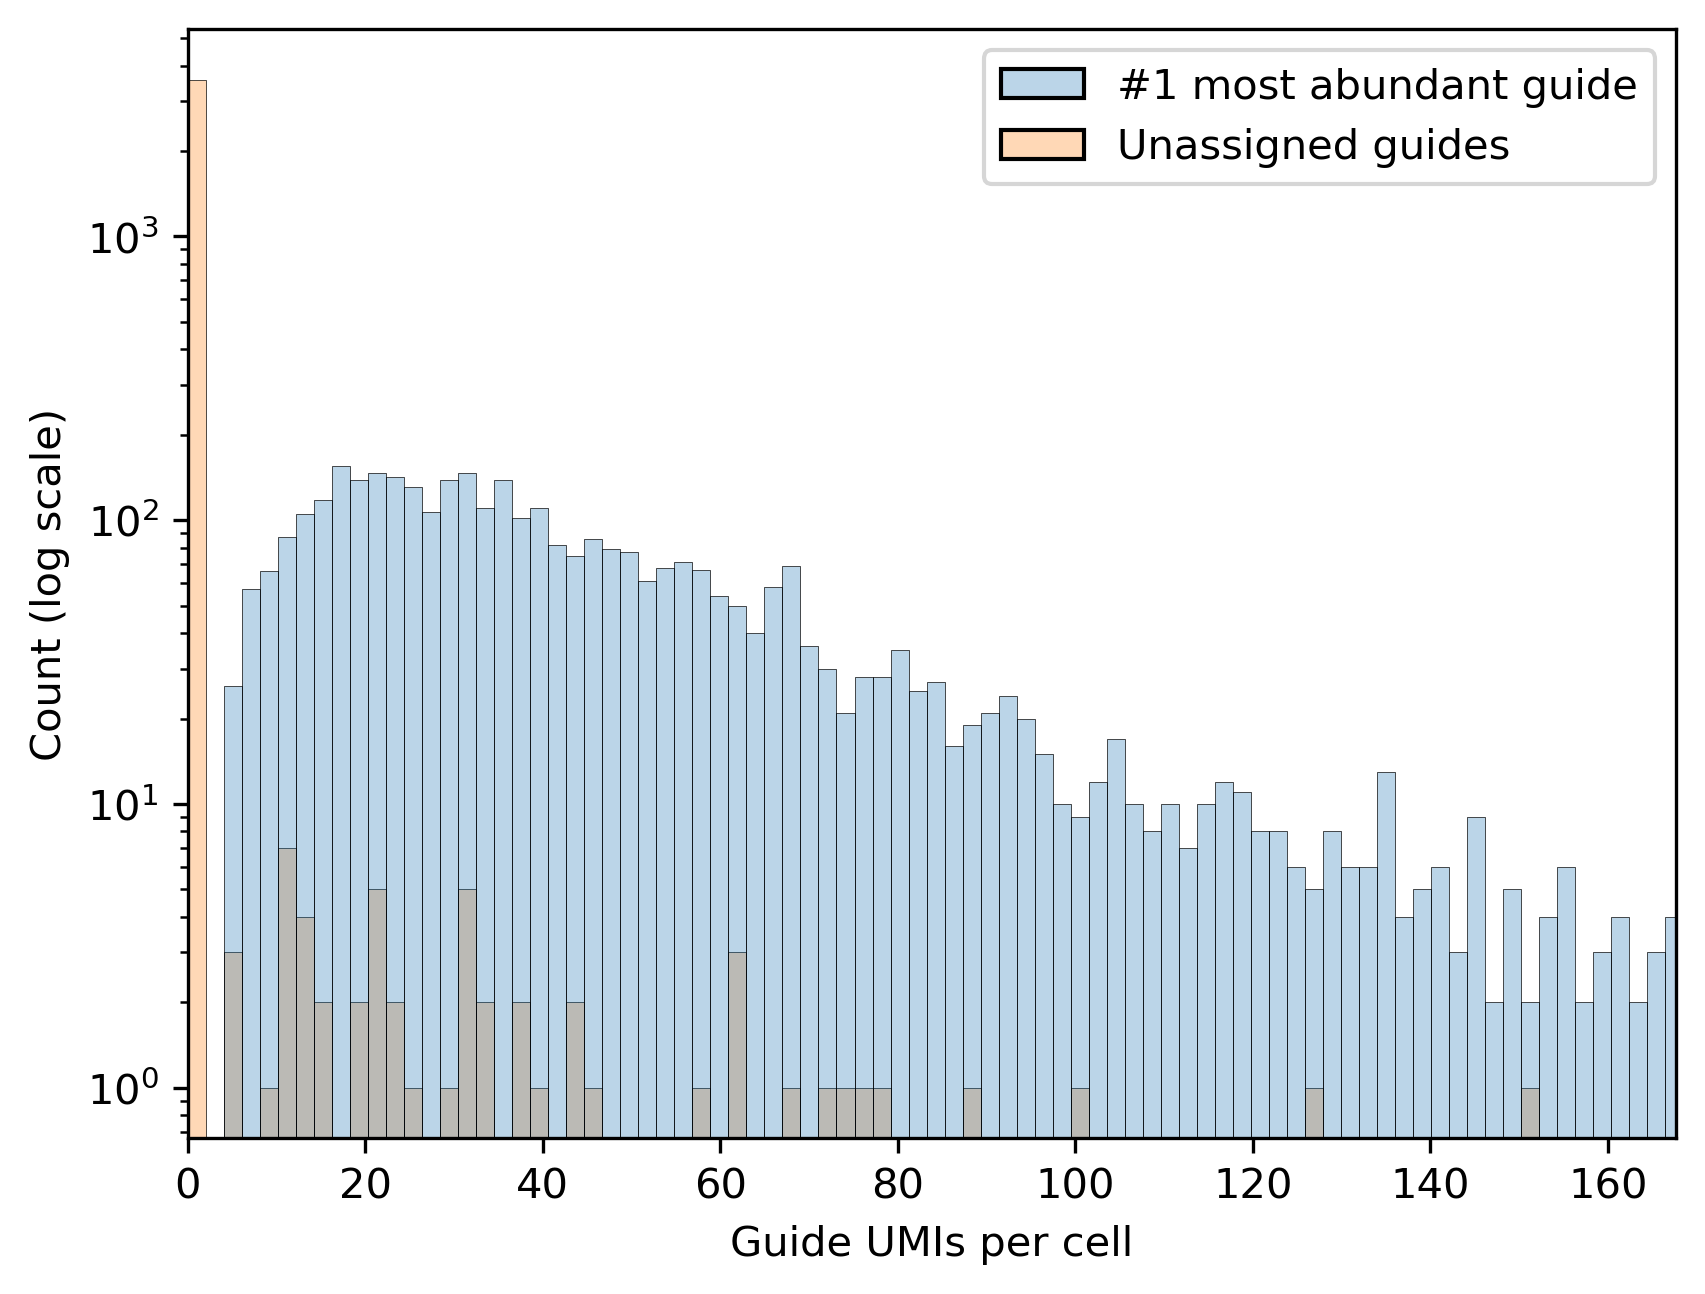 #1 most abundant guide
Unassigned guides
Count (log scale)
10³
10²
10¹
10⁰
0 20 40 60 80 100 120 140 160
Guide UMIs per cell